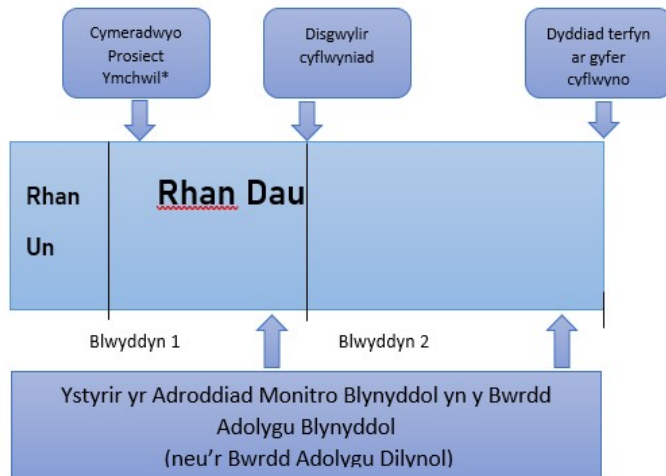 Cymeradwyo
Prosiect
Ymchwil*
Disgwylir
cyflwyniad
Dyddiad terfyn
ar gyfer
cyflwyno
Rhan
Un
Rhan Dau
Blwyddyn 1
Blwyddyn 2
Ystyrir yr Adroddiad Monitro Blynyddol yn y Bwrdd
Adolygu Blynyddol
(neu'r Bwrdd Adolygu Dilynol)